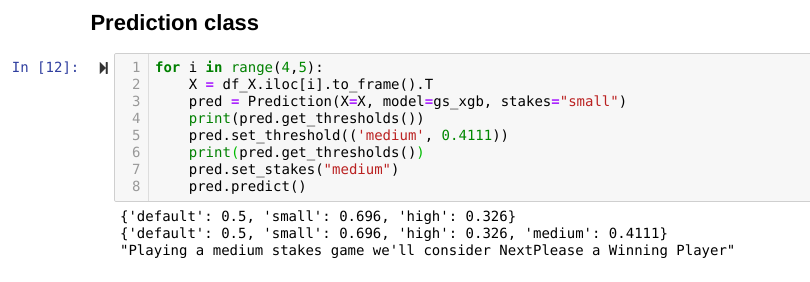 Prediction class
In [12]:
1 for i in range(4,5):
2     X = df_X.iloc[i].to_frame().T
3     pred = Prediction(X=X, model=gs_xgb, stakes="small")
4     print(pred.get_thresholds())
5     pred.set_threshold(('medium', 0.4111))
6     print(pred.get_thresholds())
7     pred.set_stakes("medium")
8     pred.predict()
{'default': 0.5, 'small': 0.696, 'high': 0.326}
{'default': 0.5, 'small': 0.696, 'high': 0.326, 'medium': 0.4111}
"Playing a medium stakes game we'll consider NextPlease a Winning Player"